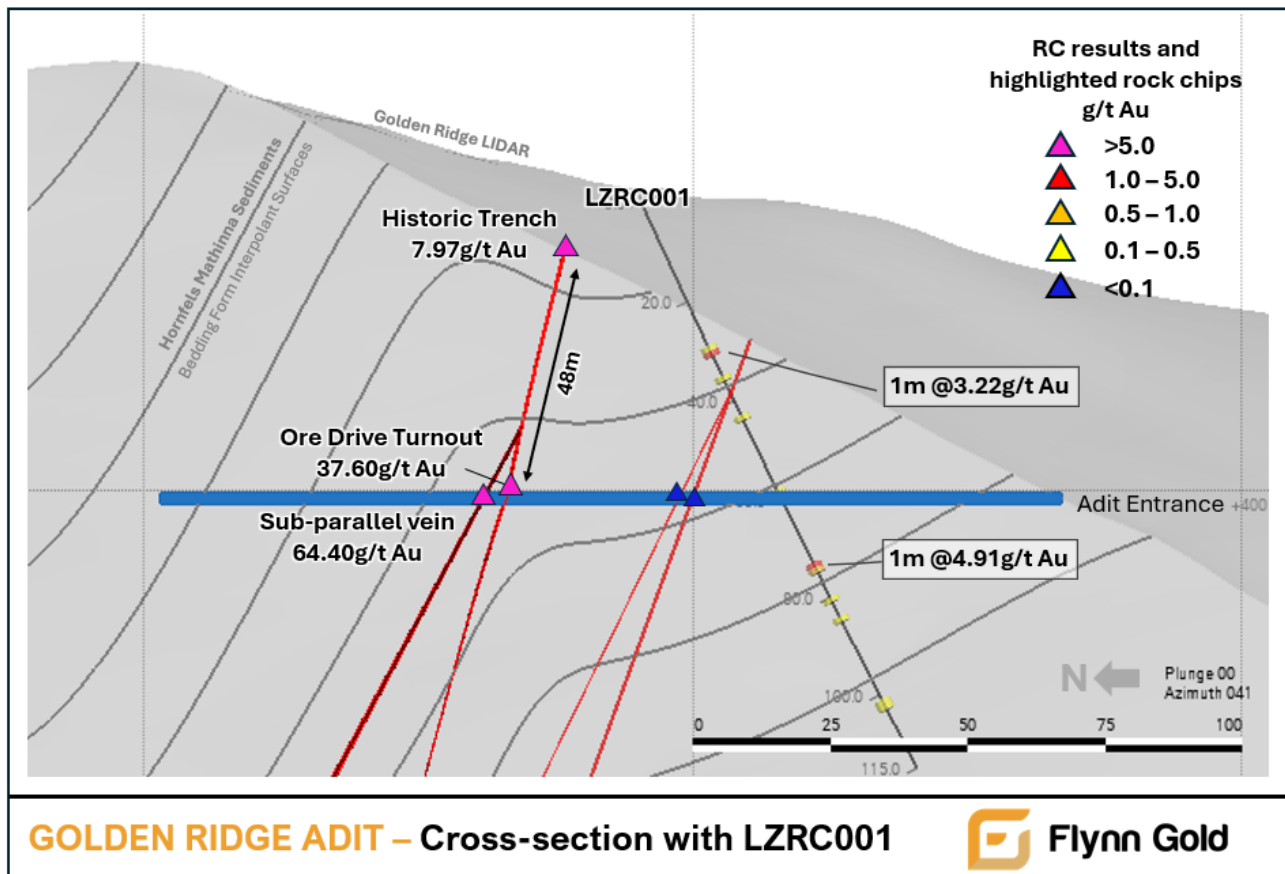 RC results and
highlighted rock chips
g/t Au
>5.0
1.0 – 5.0
0.5 – 1.0
0.1 – 0.5
<0.1
Golden Ridge LIDAR
Hornfels Mathinna Sediments
Bedding Form Interpolant Surfaces
LZRC001
Historic Trench
7.97g/t Au
20.0
48m
1m @3.22g/t Au
40.0
Ore Drive Turnout
37.60g/t Au
Adit Entrance
+400
Sub-parallel vein
64.40g/t Au
1m @4.91g/t Au
80.0
N
Plunge 00
Azimuth 041
100.0
0 25 50 75 100
115.0
GOLDEN RIDGE ADIT – Cross-section with LZRC001
Flynn Gold